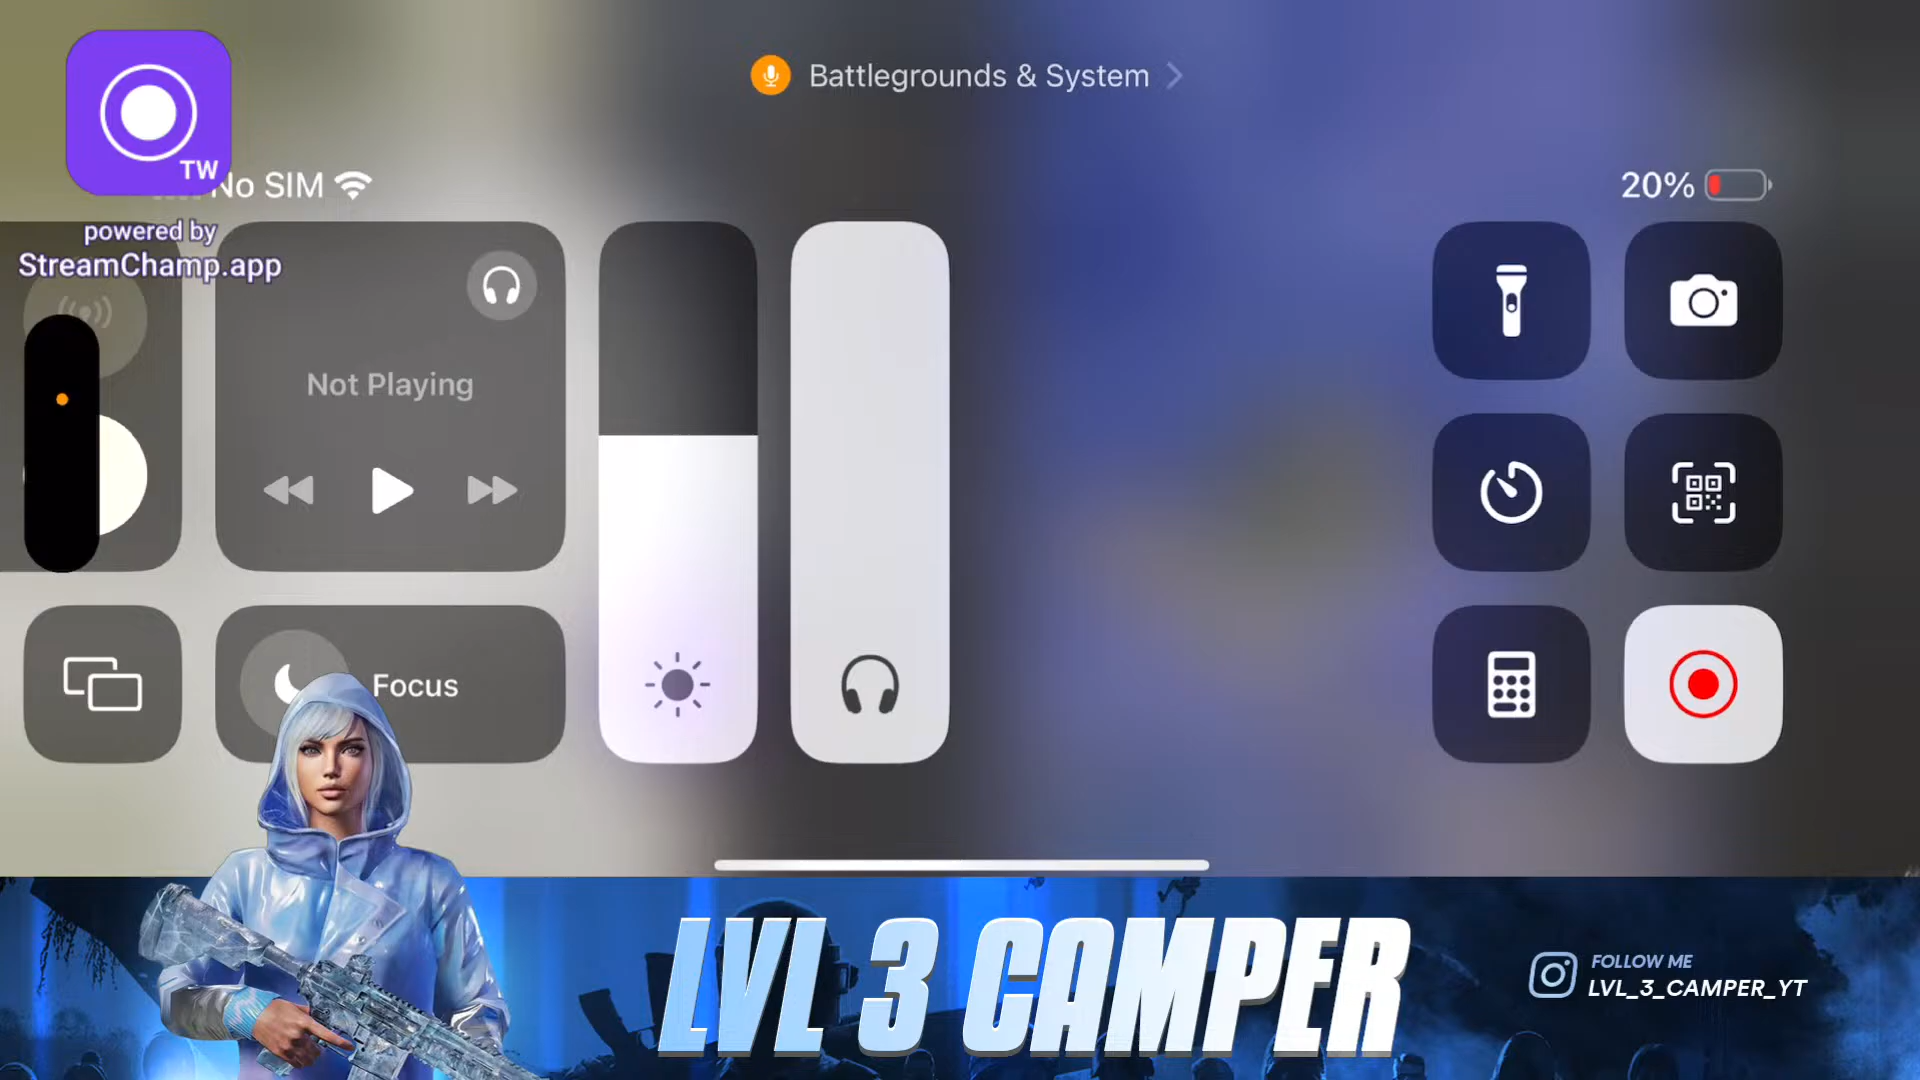 Battlegrounds & System
TW
No SIM
20%
powered by
StreamChamp.app
Not Playing
Focus
LVL 3 CAMPER
FOLLOW ME
LVL_3_CAMPER_YT